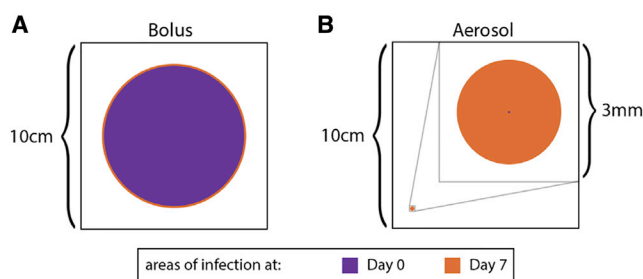 A
Bolus
10cm
B
Aerosol
10cm
3mm
areas of infection at: Day 0 Day 7